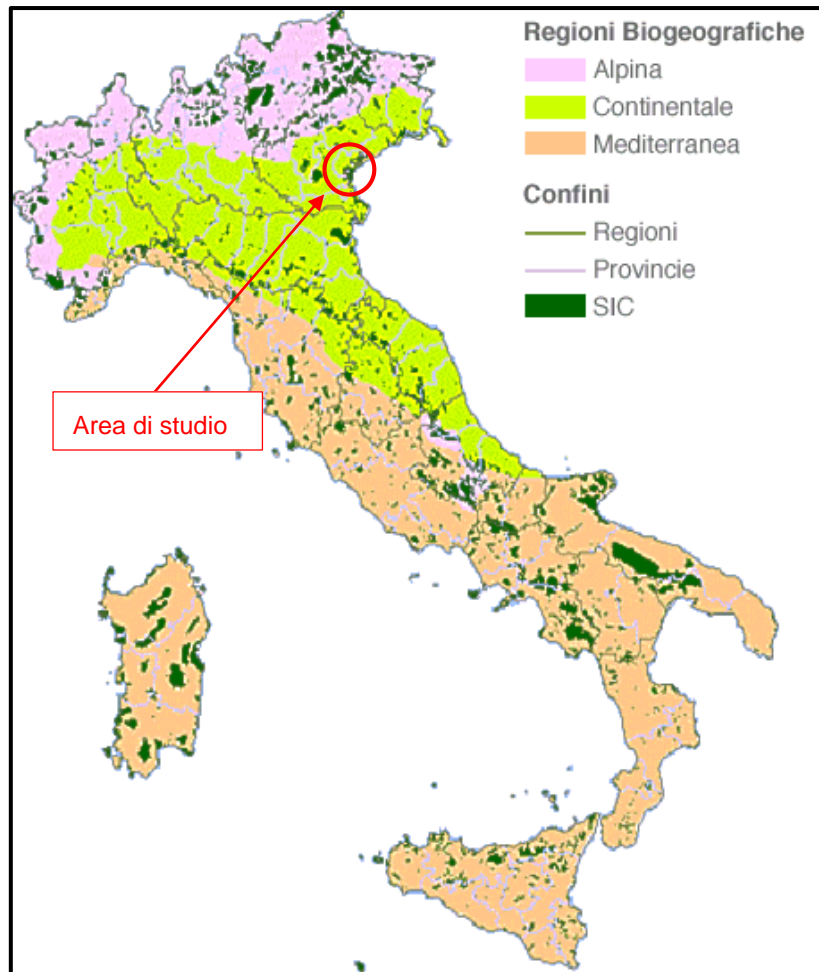 Regioni Biogeografiche
Alpina
Continentale
Mediterranea
Confini
Regioni
Provincie
SIC
Area di studio